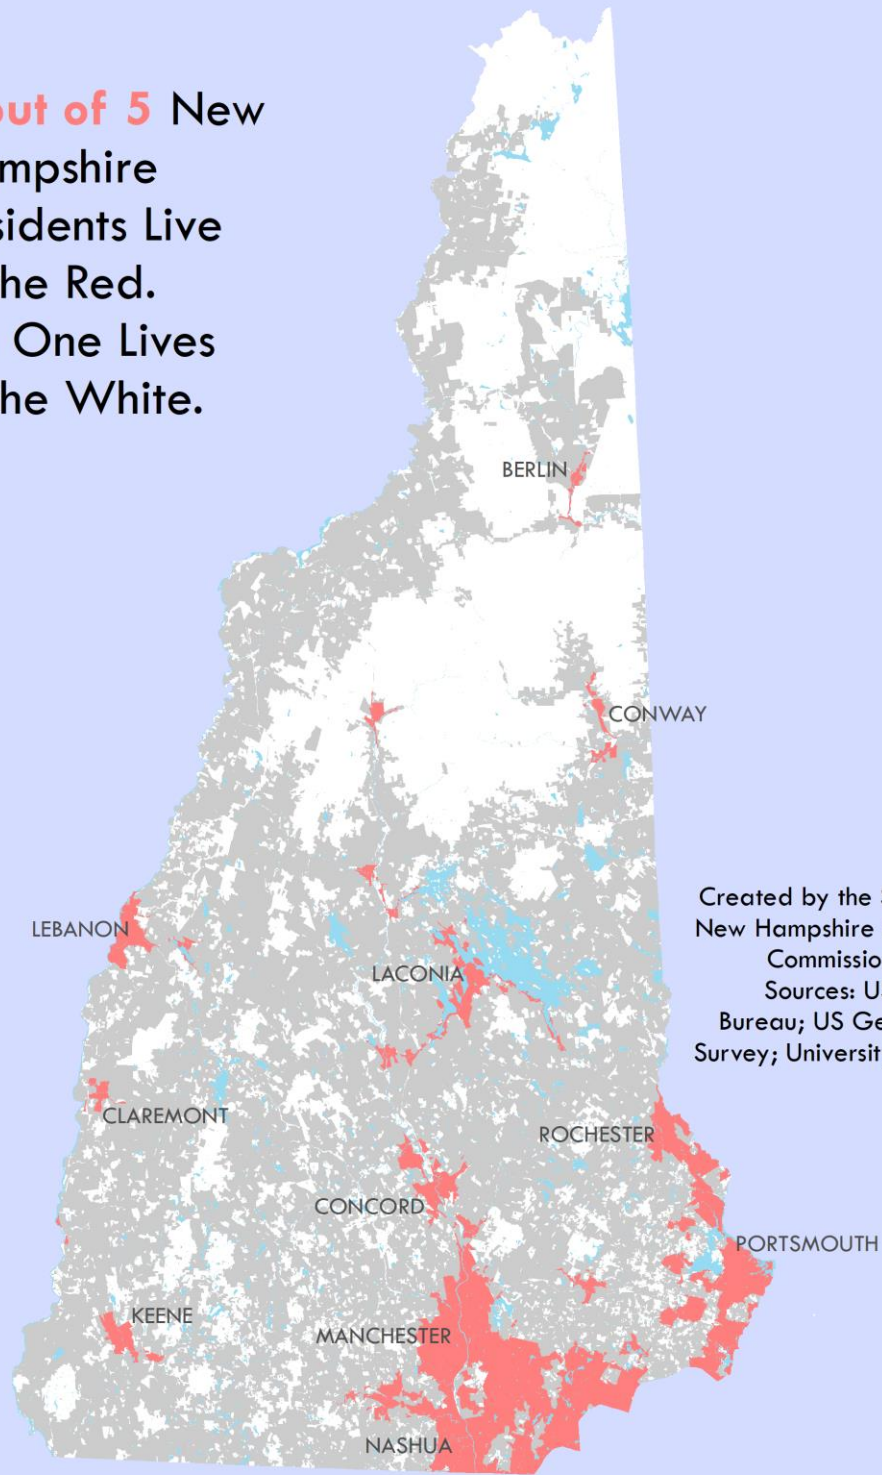 out of 5 New
mpshire
sidents Live
he Red.
One Lives
he White.
BERLIN
CONWAY
Created by the
New Hampshire
Commissio
Sources: U
Bureau; US Ge
Survey; Universit
LEBANON
LACONIA
CLAREMONT
ROCHESTER
CONCORD
PORTSMOUTH
KEENE
MANCHESTER
NASHUA